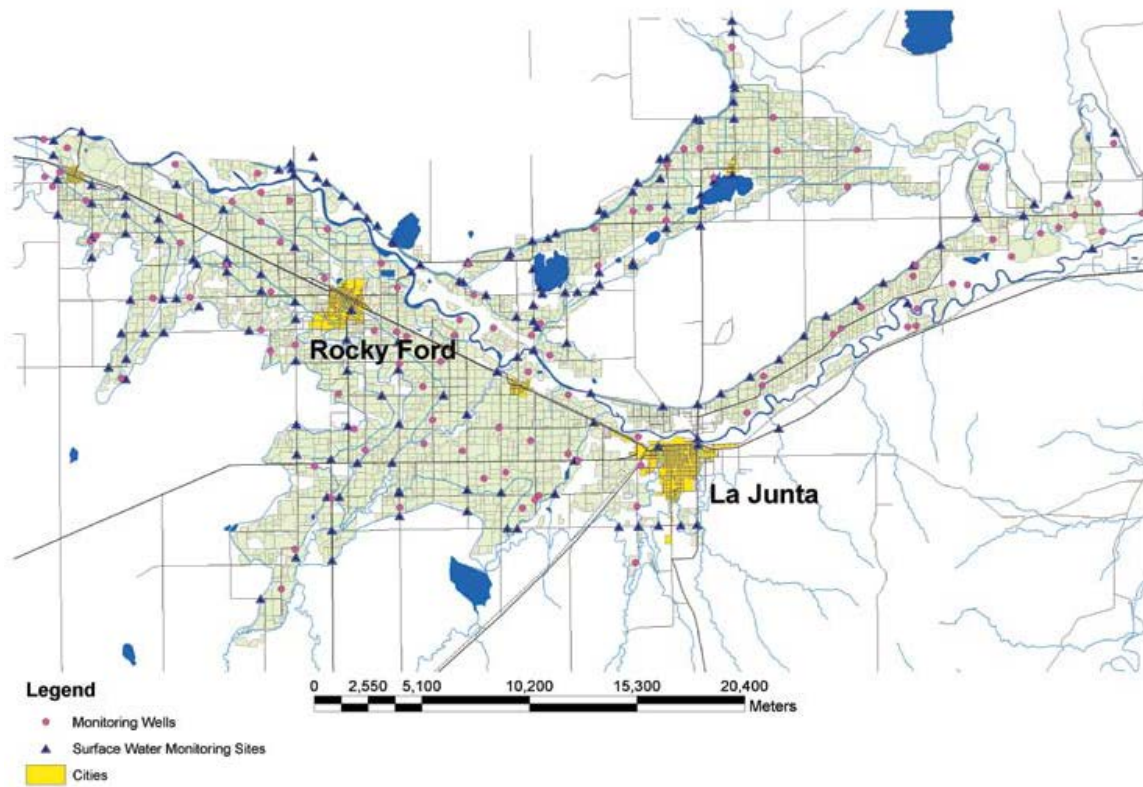 Rocky Ford
La Junta
Legend
0 2,550 5,100 10,200 15,300 20,400
Meters
Monitoring Wells
Surface Water Monitoring Sites
Cities